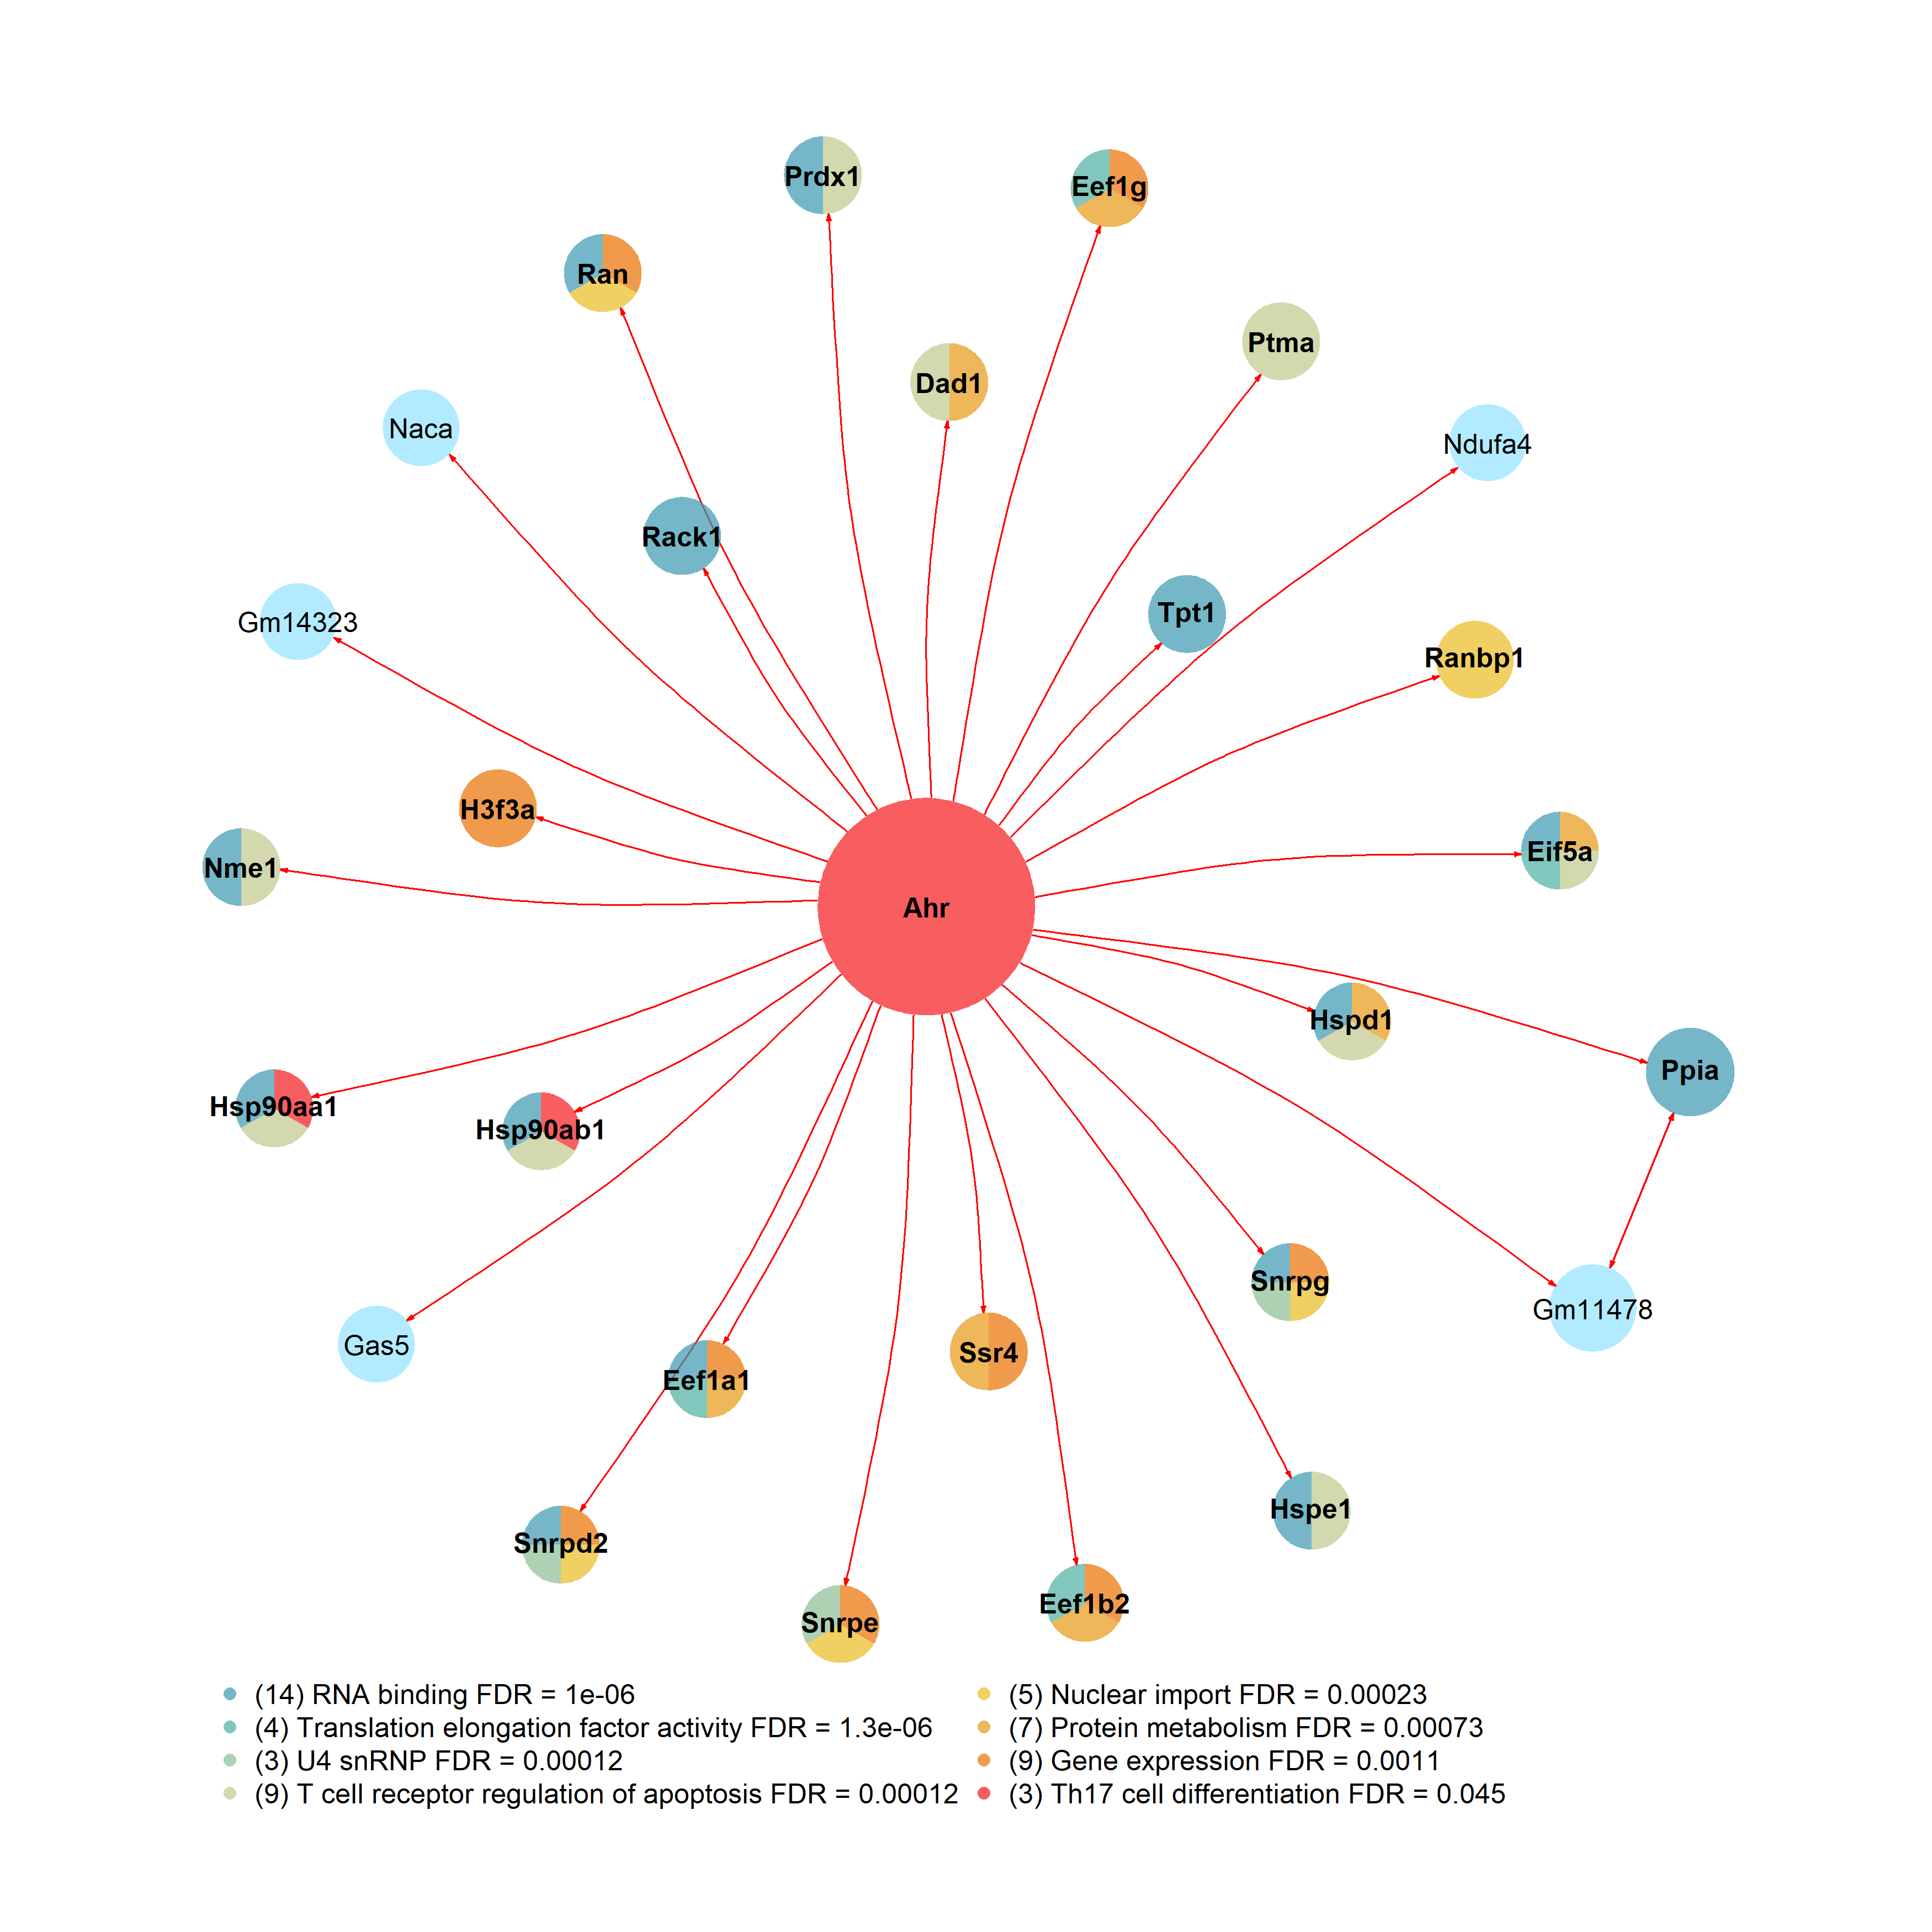 Prdx1
Eef1g
Ran
Ptma
Dad1
Naca
Ndufa4
Rack1
Tpt1
Gm14323
Ranbp1
H3f3a
Eif5a
Nme1
Ahr
Hspd1
Ppia
Hsp90aa1
Hsp90ab1
Snrpg
Gm11478
Gas5
Ssr4
Eef1a1
Hspe1
Snrpd2
Eef1b2
Snrpe
(14) RNA binding FDR = 1e-06
(4) Translation elongation factor activity FDR = 1.3e-06
(3) U4 snRNP FDR = 0.00012
(9) T cell receptor regulation of apoptosis FDR = 0.00012
(5) Nuclear import FDR = 0.00023
(7) Protein metabolism FDR = 0.00073
(9) Gene expression FDR = 0.0011
(3) Th17 cell differentiation FDR = 0.045